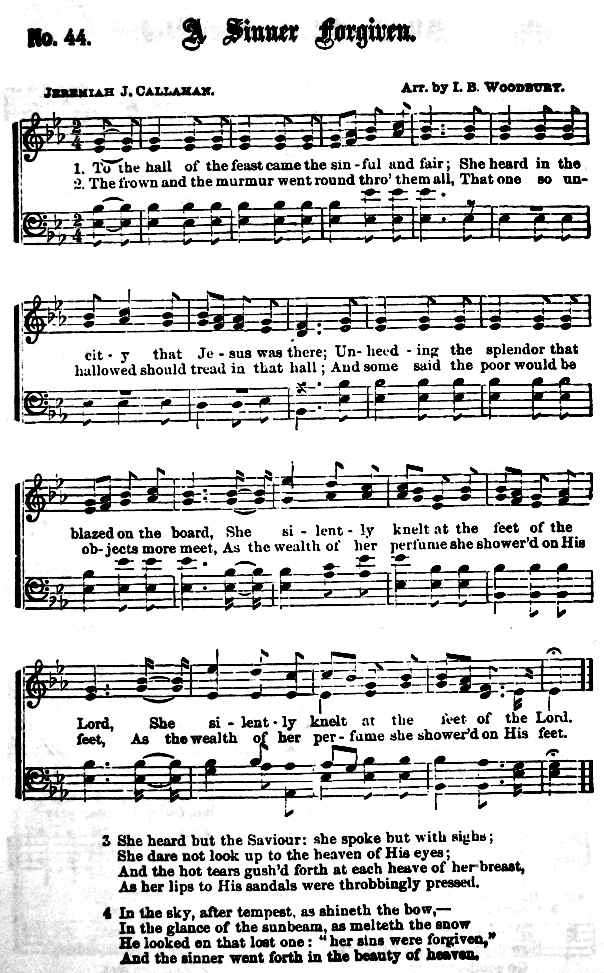 No. 44.
A Sinner Forgiven.
JEREMIAH J. CALLAHAN.
Arr. by I. B. WOODBURY.
1. To the hall of the feast came the sin-ful and fair; She heard in the
2. The frown and the murmur went round thro' them all, That one so un-
cit-y that Je-sus was there; Un-heed-ing the splendor that
hallowed should tread in that hall; And some said the poor would be
blazed on the board, She si-lent-ly knelt at the feet of the
ob-jects more meet, As the wealth of her perfume she shower'd on His
Lord, She si-lent-ly knelt at the feet of the Lord.
feet, As the wealth of her per-fume she shower'd on His feet.
3 She heard but the Saviour: she spoke but with sighs;
She dare not look up to the heaven of His eyes;
And the hot tears gush'd forth at each heave of her breast,
As her lips to His sandals were throbbingly pressed.
4 In the sky, after tempest, as shineth the bow,—
In the glance of the sunbeam, as melteth the snow
He looked on that lost one: "her sins were forgiven,"
And the sinner went forth in the beauty of heaven.